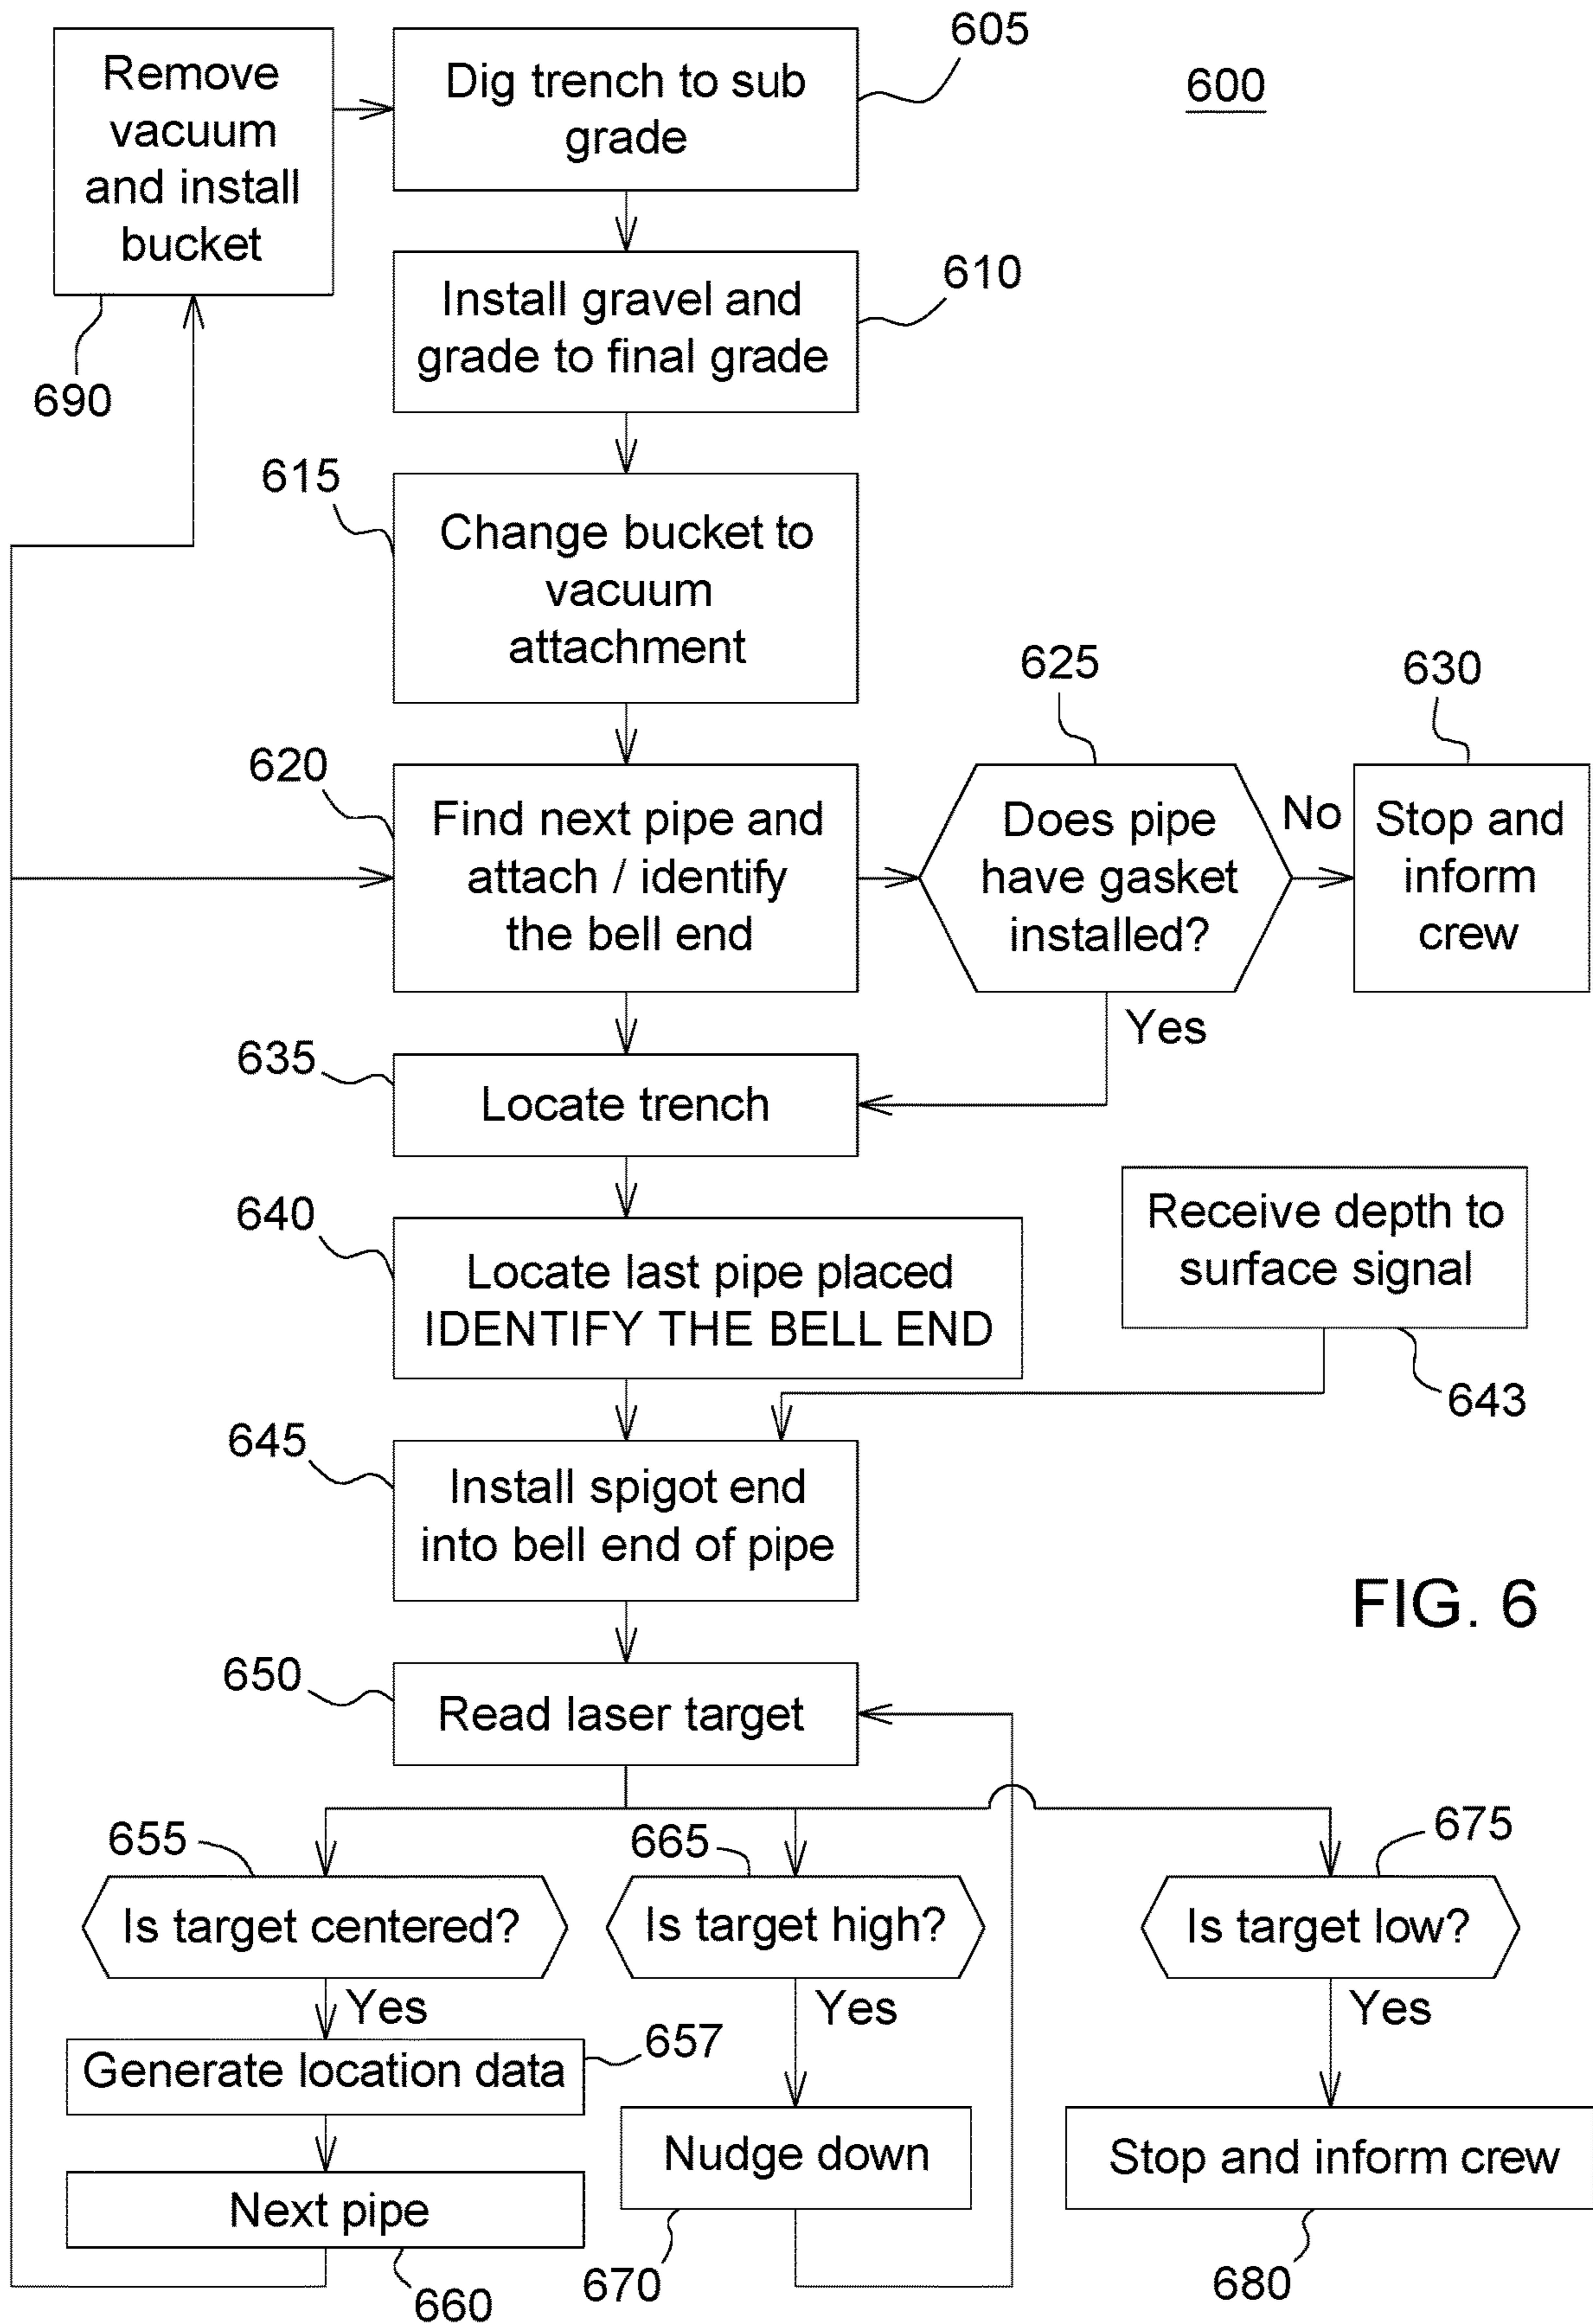 605
600
Remove
vacuum
and install
bucket
690
Dig trench to sub
grade
Install gravel and
grade to final grade
610
615
Change bucket to
vacuum
attachment
620
Find next pipe and
attach / identify
the bell end
625
Does pipe
have gasket
installed?
No
Yes
630
Stop and
inform
crew
635
Locate trench
640
Locate last pipe placed
IDENTIFY THE BELL END
Receive depth to
surface signal
643
645
Install spigot end
into bell end of pipe
FIG. 6
650
Read laser target
655
Is target centered?
Yes
Generate location data
657
Next pipe
660
665
Is target high?
Yes
Nudge down
670
675
Is target low?
Yes
Stop and inform crew
680